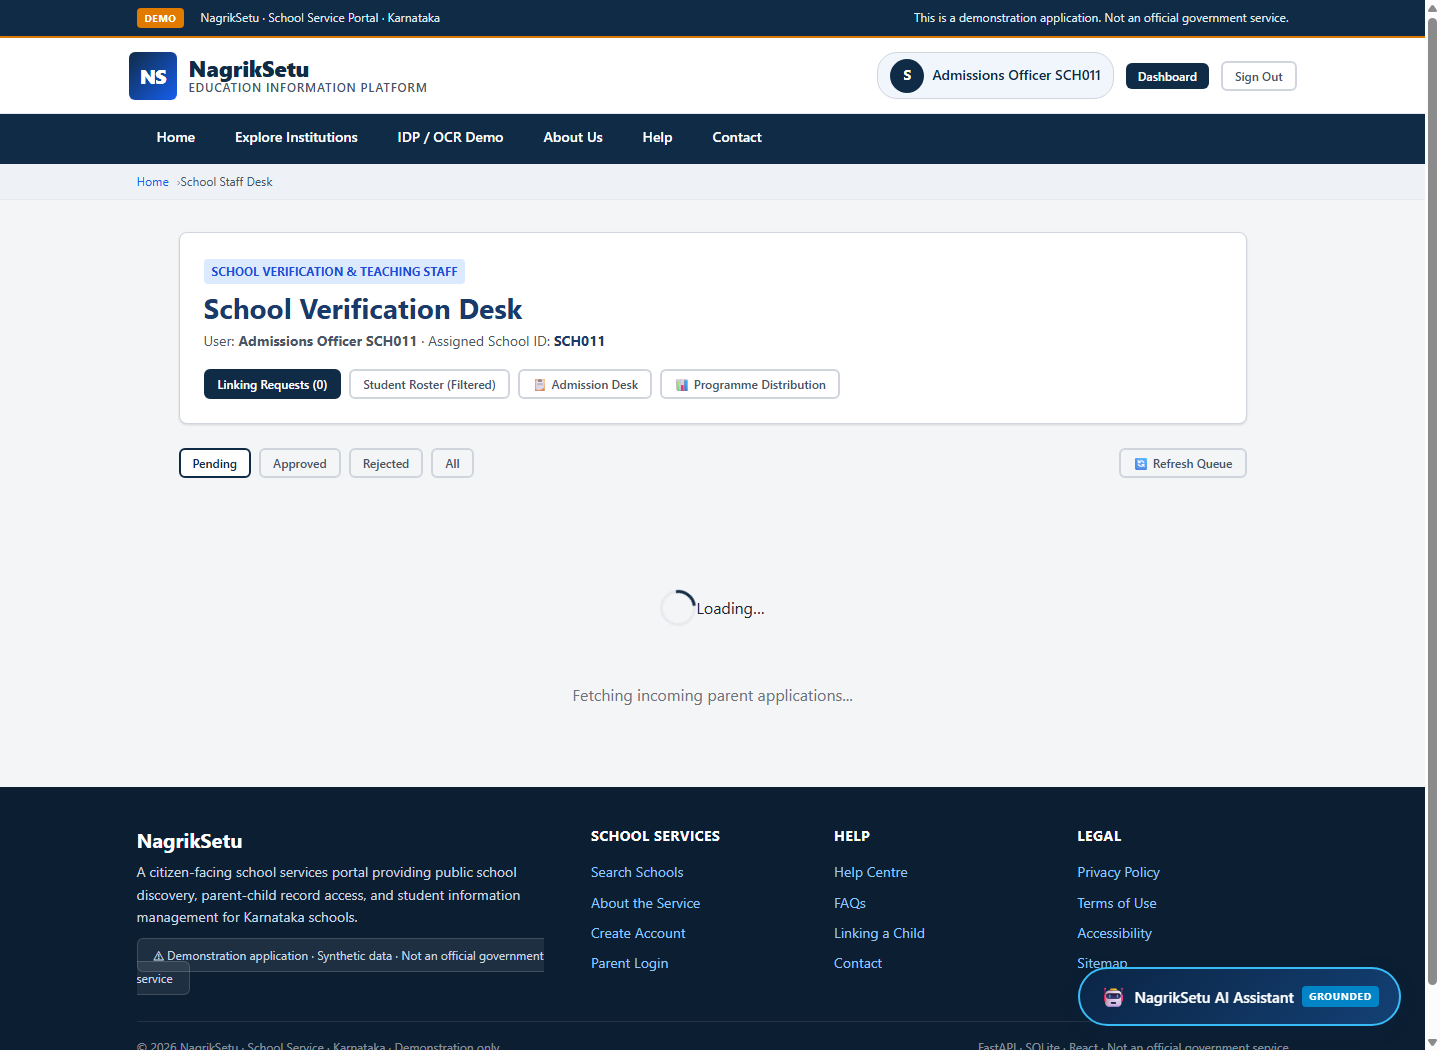 DEMO NagrikSetu · School Service Portal · Karnataka
This is a demonstration application. Not an official government service.
NS
NagrikSetu
EDUCATION INFORMATION PLATFORM
S Admissions Officer SCH011
Dashboard
Sign Out
Home Explore Institutions IDP / OCR Demo About Us Help Contact
Home ›School Staff Desk
SCHOOL VERIFICATION & TEACHING STAFF
School Verification Desk
User: Admissions Officer SCH011 · Assigned School ID: SCH011
Linking Requests (0) Student Roster (Filtered) Admission Desk Programme Distribution
Pending Approved Rejected All Refresh Queue
Loading...
Fetching incoming parent applications...
NagrikSetu
A citizen-facing school services portal providing public school
discovery, parent-child record access, and student information
management for Karnataka schools.
⚠ Demonstration application · Synthetic data · Not an official government
service
SCHOOL SERVICES
Search Schools
About the Service
Create Account
Parent Login
HELP
Help Centre
FAQs
Linking a Child
Contact
LEGAL
Privacy Policy
Terms of Use
Accessibility
Sitemap
NagrikSetu AI Assistant GROUNDED
© 2026 NagrikSetu · School Service · Karnataka · Demonstration only
FastAPI · SQLite · React · Not an official government service